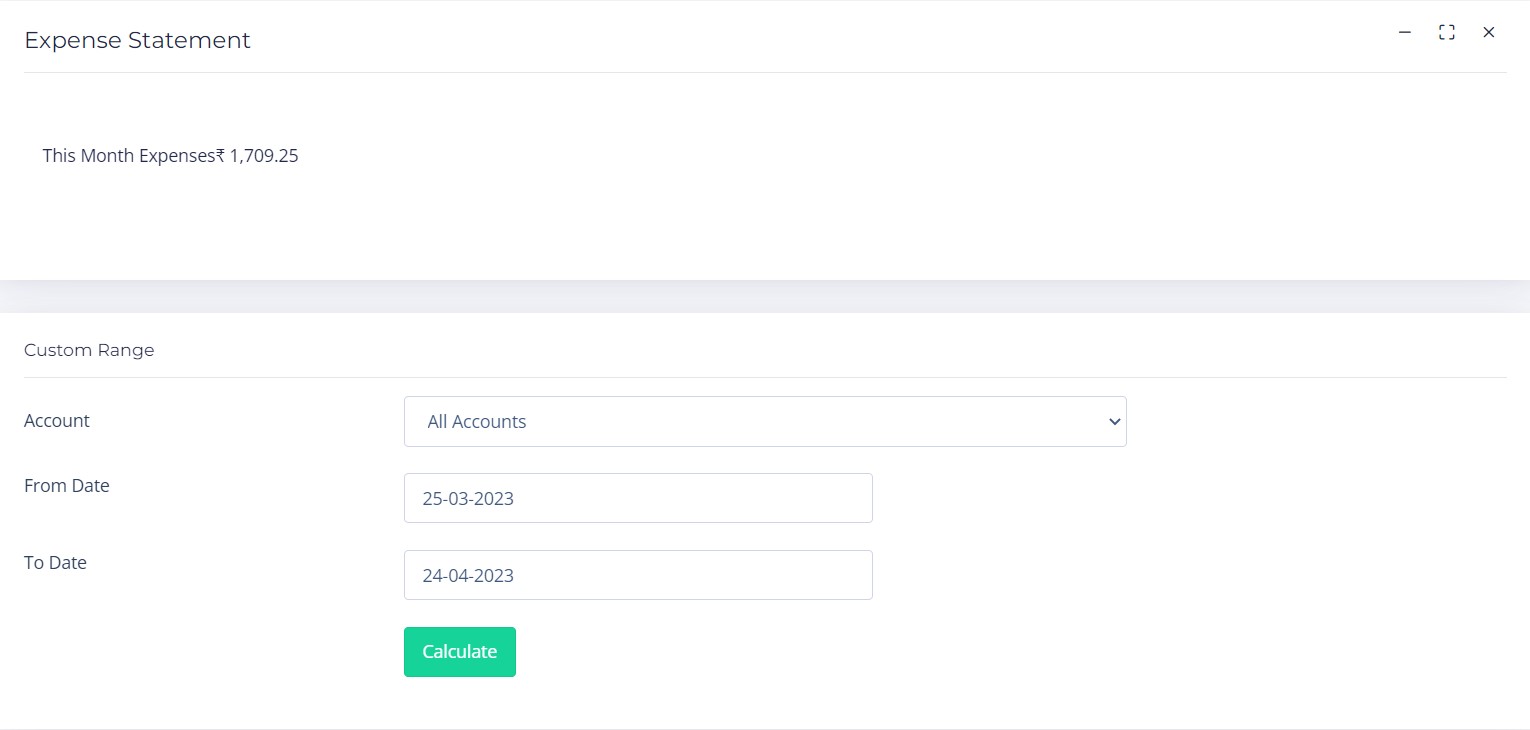 Expense Statement
This Month Expenses₹ 1,709.25
Custom Range
Account
All Accounts
From Date
25-03-2023
To Date
24-04-2023
Calculate